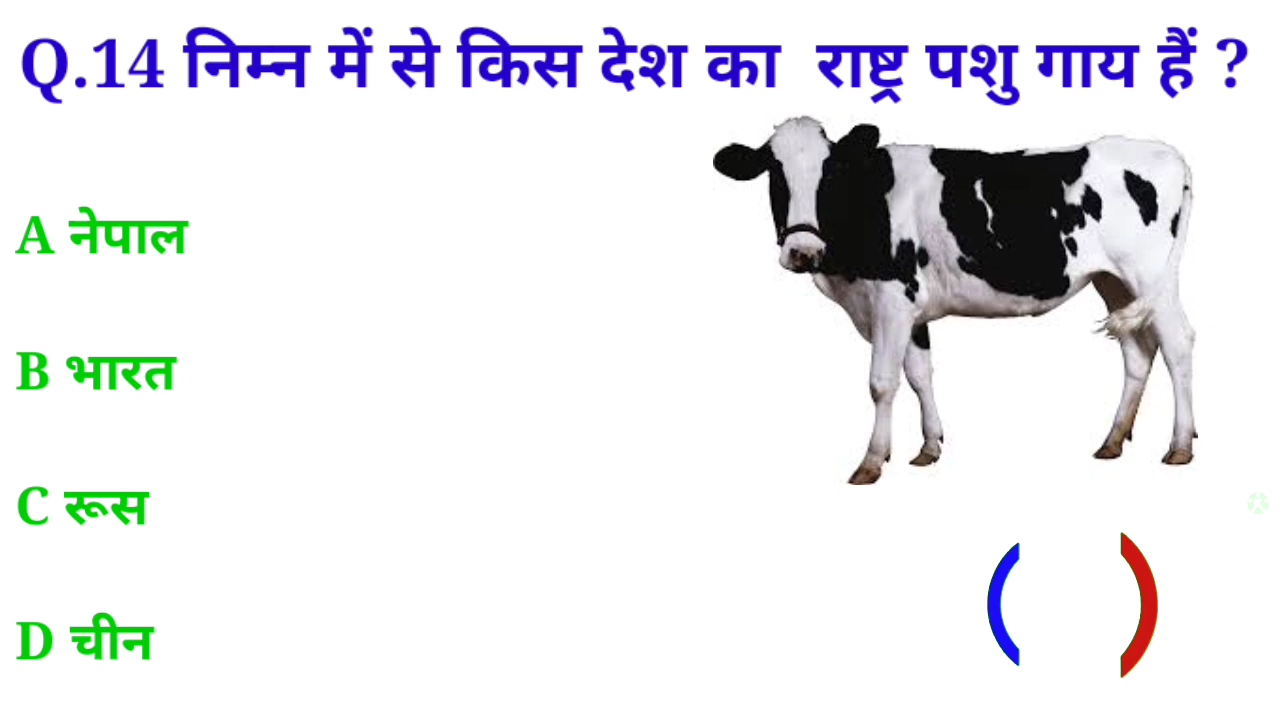 Q.14 निम्न में से किस देश का राष्ट्र पशु गाय हैं ?
A नेपाल
B भारत
C रूस
D चीन